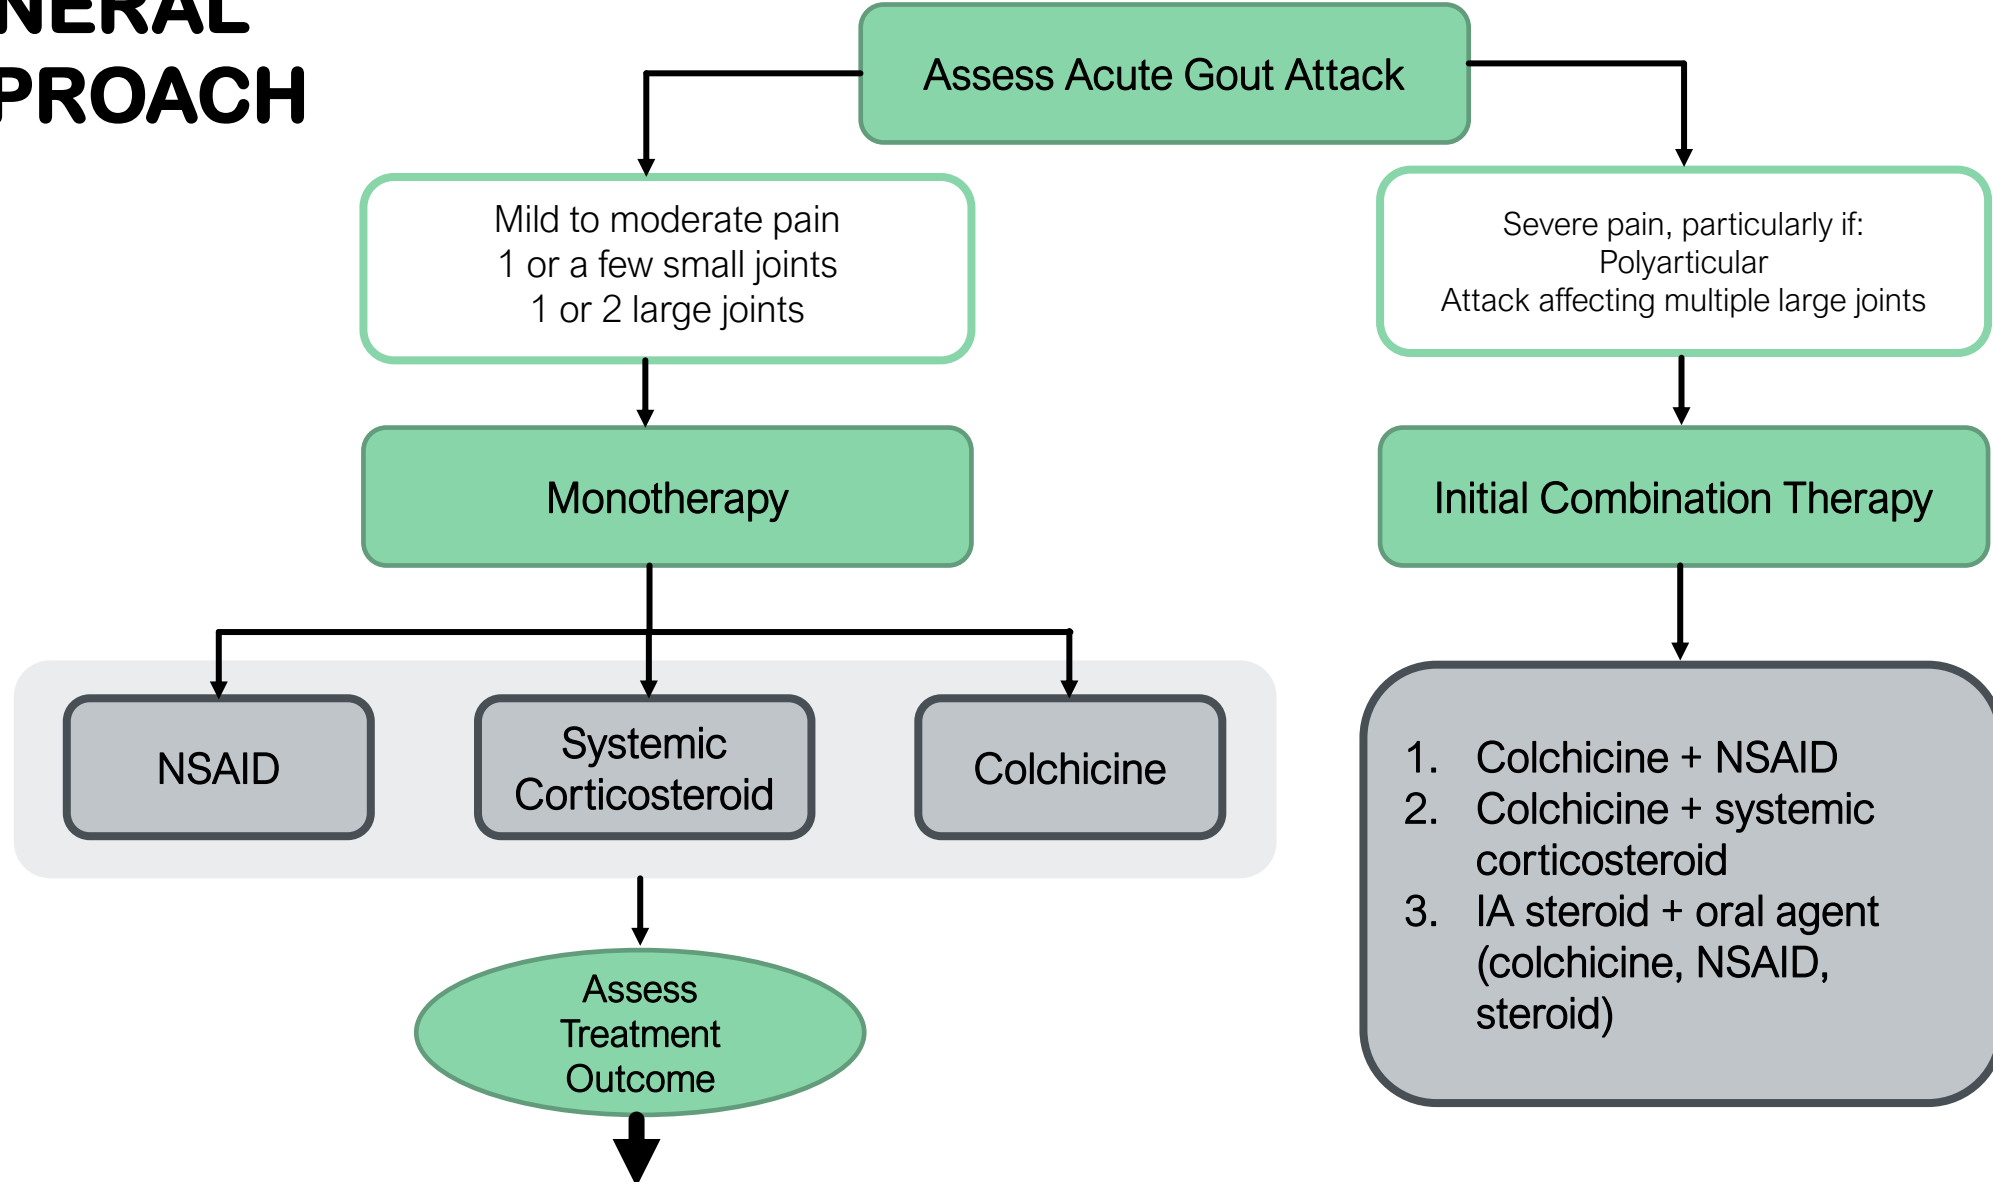 NERAL
PROACH
Assess Acute Gout Attack
Mild to moderate pain
1 or a few small joints
1 or 2 large joints
Severe pain, particularly if:
Polyarticular
Attack affecting multiple large joints
Monotherapy
Initial Combination Therapy
NSAID
Systemic
Corticosteroid
Colchicine
1. Colchicine + NSAID
2. Colchicine + systemic
corticosteroid
3. IA steroid + oral agent
(colchicine, NSAID,
steroid)
Assess
Treatment
Outcome